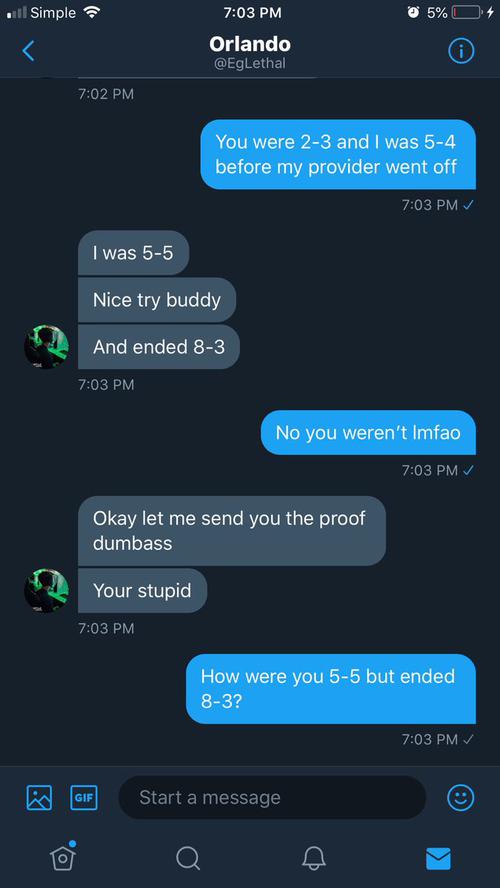 Simple 7:03 PM 5%
Orlando
@EgLethal
7:02 PM
You were 2-3 and I was 5-4
before my provider went off
7:03 PM ✓
I was 5-5
Nice try buddy
And ended 8-3
7:03 PM
No you weren't lmfao
7:03 PM ✓
Okay let me send you the proof
dumbass
Your stupid
7:03 PM
How were you 5-5 but ended
8-3?
7:03 PM ✓
GIF Start a message